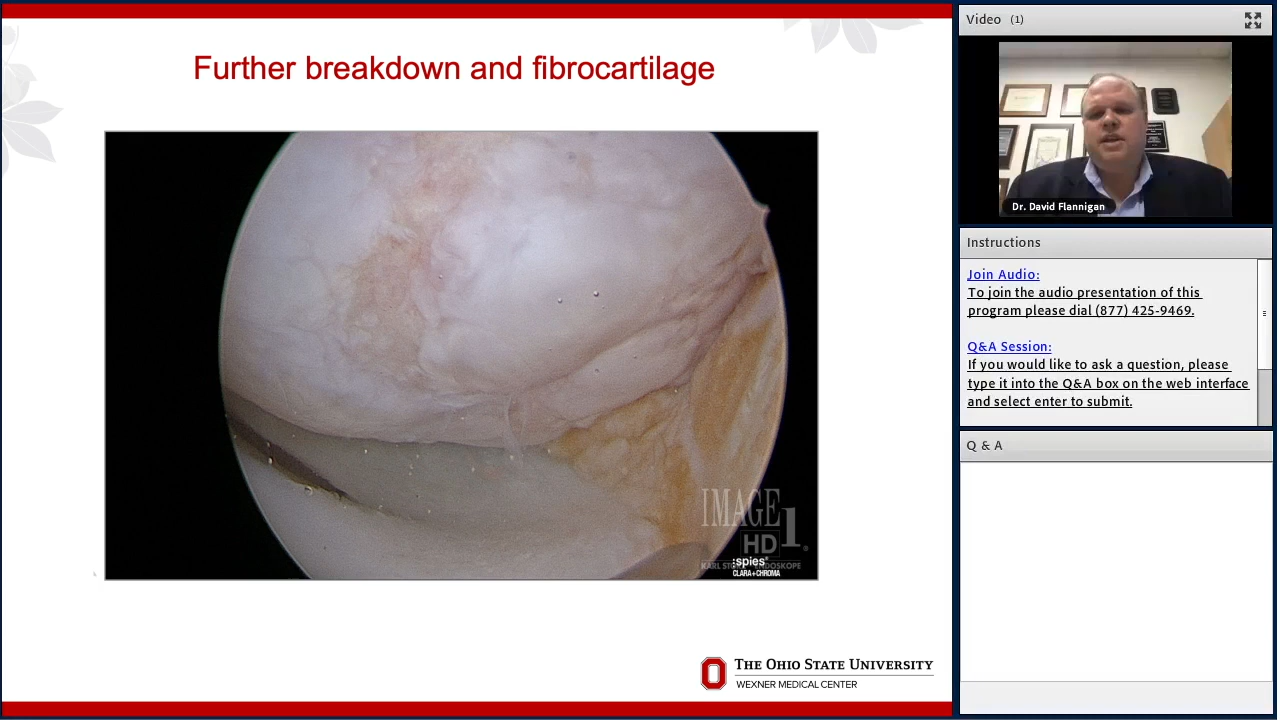 Further breakdown and fibrocartilage
IMAGE 1
HD
:spies®
KARL STORZ ENDOSKOPE
CLARA+CHROMA
THE OHIO STATE UNIVERSITY
WEXNER MEDICAL CENTER
Video (1)
Dr. David Flannigan
Instructions
Join Audio:
To join the audio presentation of this
program please dial (877) 425-9469.
Q&A Session:
If you would like to ask a question, please
type it into the Q&A box on the web interface
and select enter to submit.
Q & A